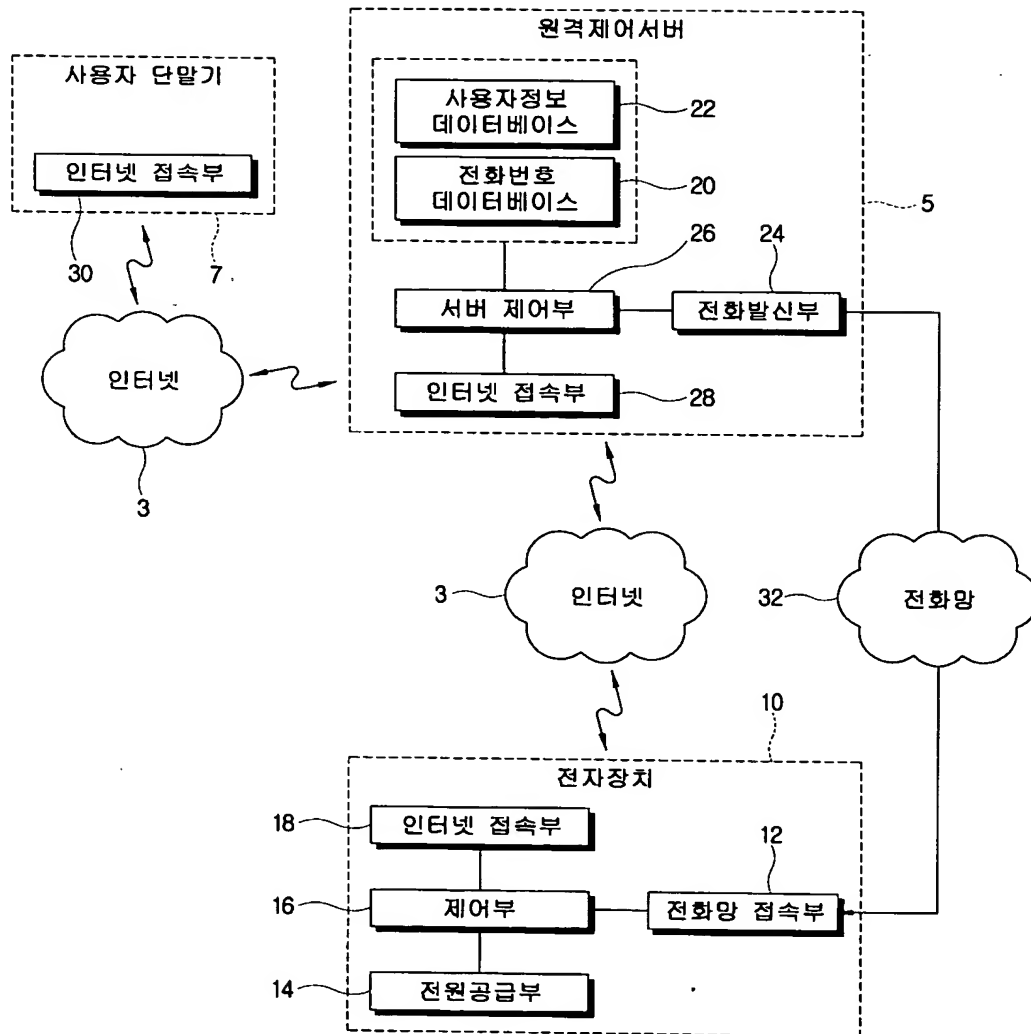 원격제어서버
사용자 단말기
사용자정보
데이터베이스
22
인터넷 접속부
전화번호
데이터베이스
20
5
30
7
26
24
서버 제어부
전화발신부
인터넷
인터넷 접속부
28
3
3
인터넷
32
전화망
10
전자장치
18
인터넷 접속부
12
16
제어부
전화망 접속부
14
전원공급부